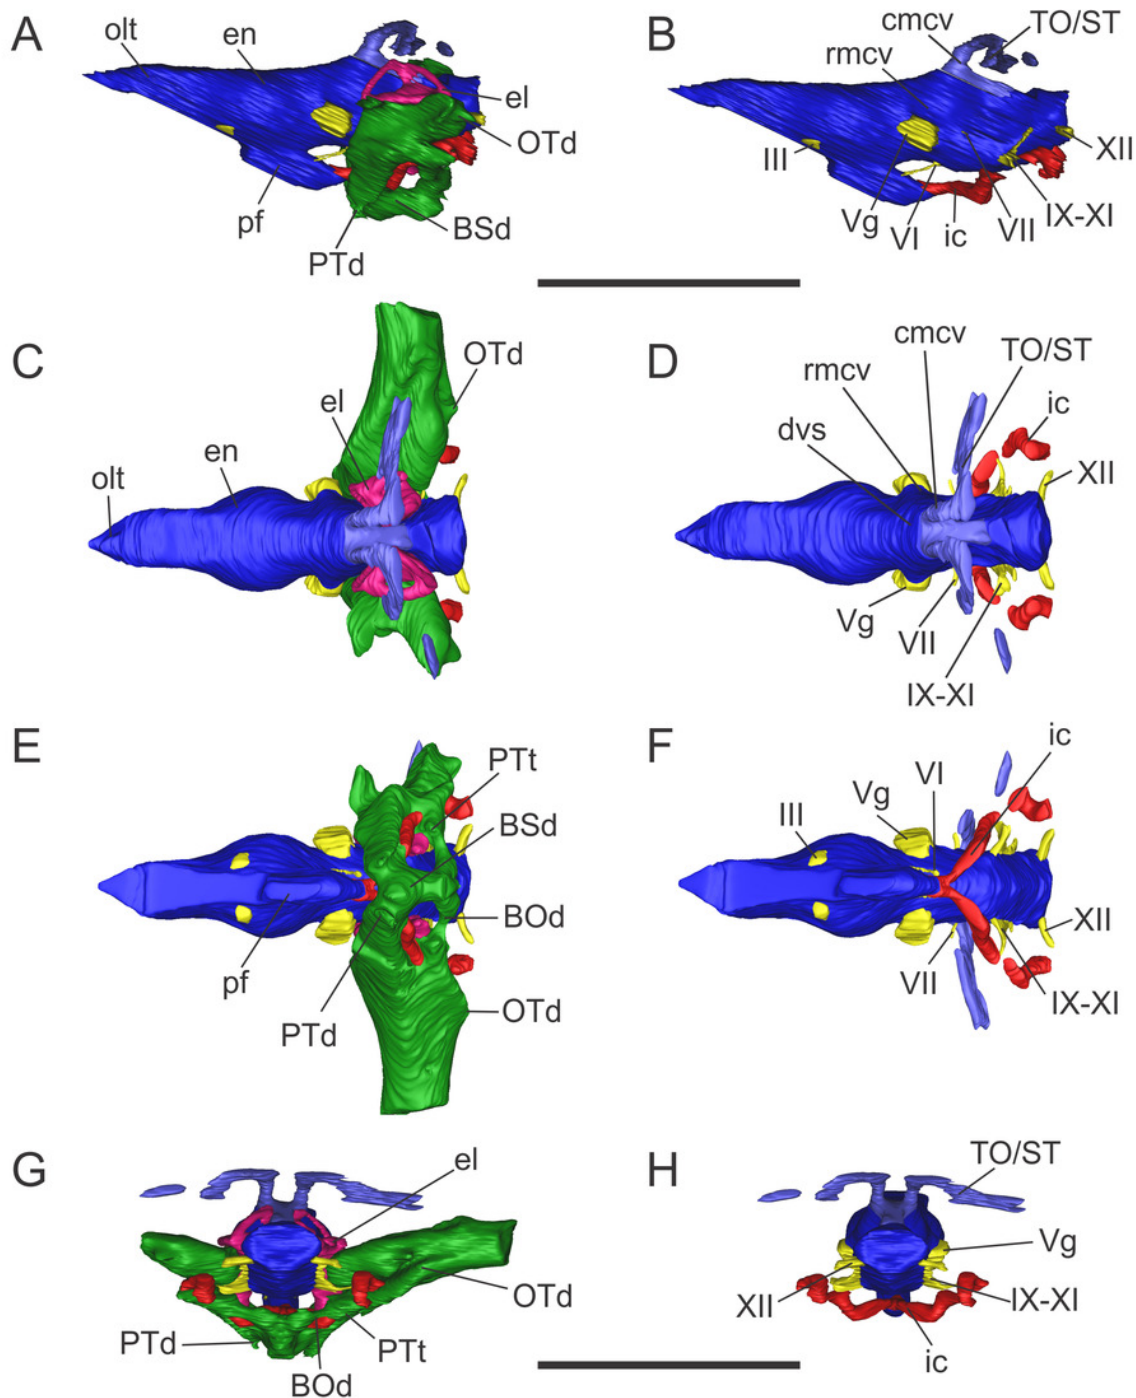 A
olt
en
el
OTd
pf
BSd
PTd
B
cmcv
TO/ST
rmcv
III
XII
Vg
VI
ic
VII
IX-XI
C
OTd
el
en
olt
D
cmcv
TO/ST
rmcv
ic
dvs
XII
Vg
VII
IX-XI
E
PTt
BSd
BOd
pf
PTd
OTd
F
ic
VI
Vg
III
XII
VII
IX-XI
G
el
OTd
PTd
PTt
BOd
H
TO/ST
Vg
XII
IX-XI
ic